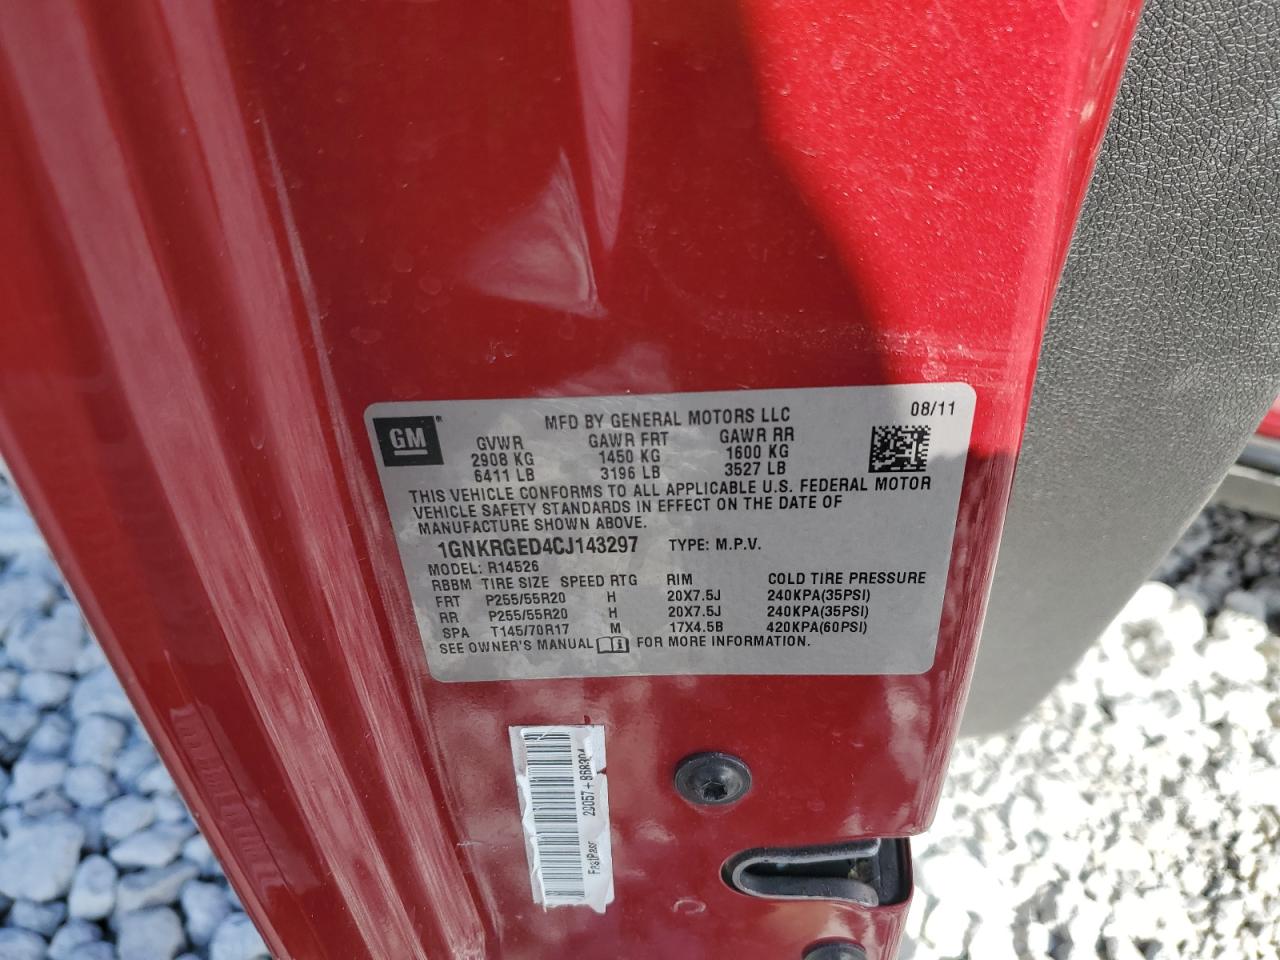 GM ®
MFD BY GENERAL MOTORS LLC 08/11
GVWR GAWR FRT GAWR RR
2908 KG 1450 KG 1600 KG
6411 LB 3196 LB 3527 LB
THIS VEHICLE CONFORMS TO ALL APPLICABLE U.S. FEDERAL MOTOR
VEHICLE SAFETY STANDARDS IN EFFECT ON THE DATE OF
MANUFACTURE SHOWN ABOVE.
1GNKRGED4CJ143297 TYPE: M.P.V.
MODEL: R14526
RBBM TIRE SIZE SPEED RTG RIM COLD TIRE PRESSURE
FRT P255/55R20 H 20X7.5J 240KPA(35PSI)
RR P255/55R20 H 20X7.5J 240KPA(35PSI)
SPA T145/70R17 M 17X4.5B 420KPA(60PSI)
SEE OWNER'S MANUAL FOR MORE INFORMATION.
FastPass